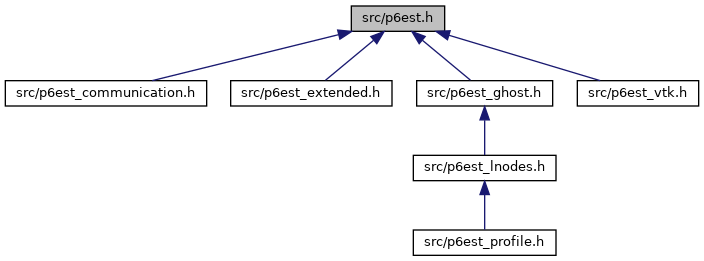 src/p6est.h
src/p6est_communication.h
src/p6est_extended.h
src/p6est_ghost.h
src/p6est_vtk.h
src/p6est_lnodes.h
src/p6est_profile.h